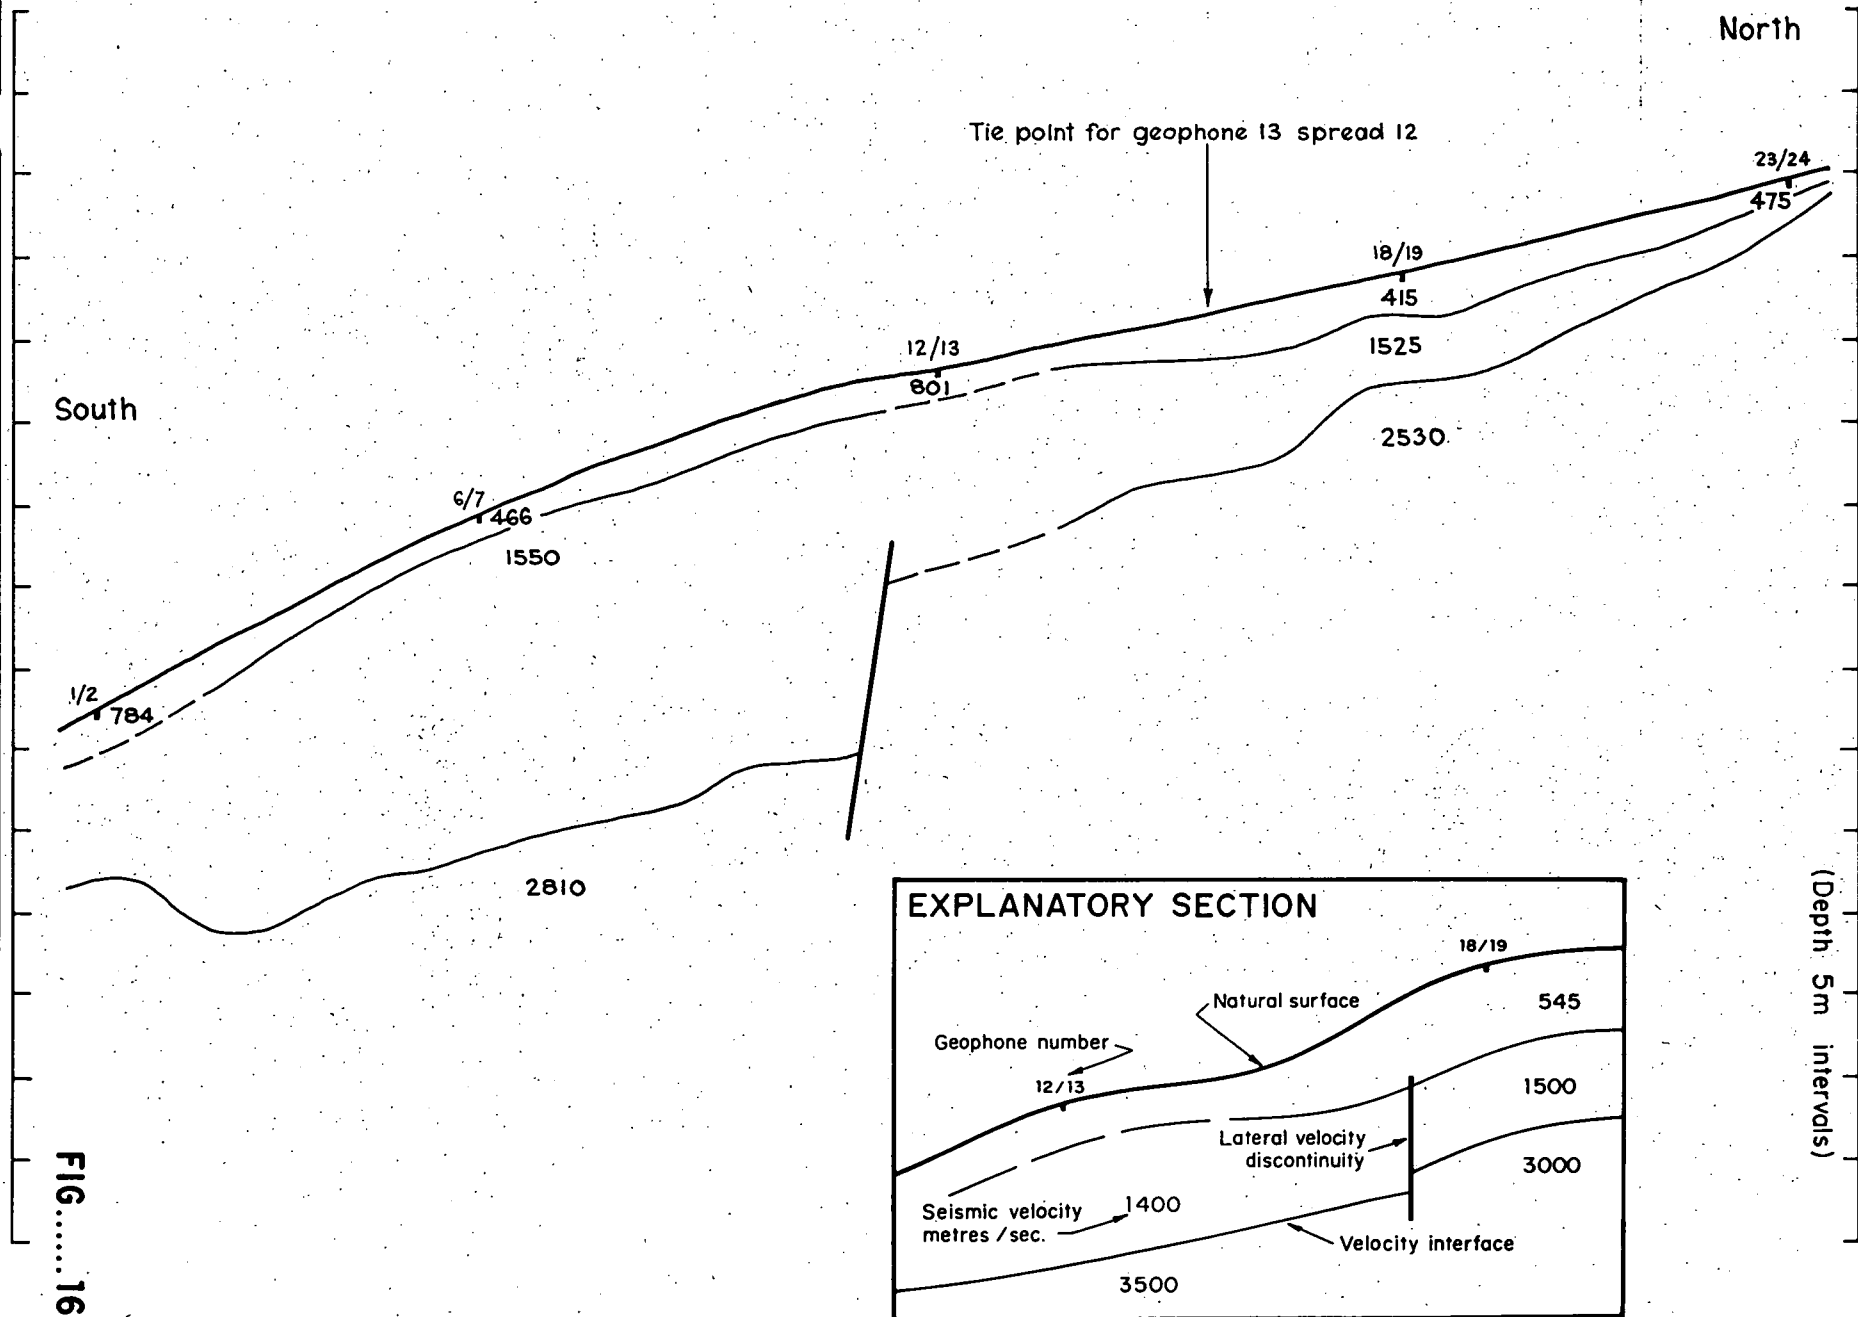 North
Tie point for geophone 13 spread 12
23/24
475
18/19
415
12/13
801
1525
South
2530
6/7
466
1550
1/2
784
2810
(Depth 5m intervals)
EXPLANATORY SECTION
18/19
Natural surface
545
Geophone number
12/13
1500
Lateral velocity
discontinuity
3000
Seismic velocity
metres /sec.
1400
Velocity interface
3500
FIG.......16